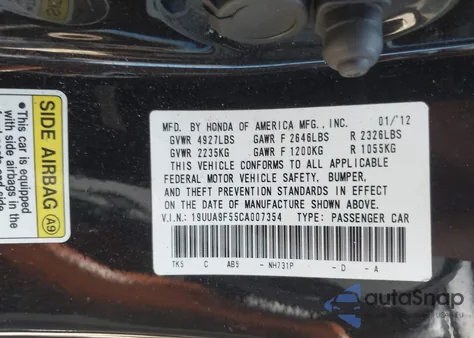 SIDE AIRBAG A9
• This car is equipped
with side airbags in the
MFD. BY HONDA OF AMERICA MFG., INC. 01/'12
GVWR 4927LBS GAWR F 2646LBS R 2326LBS
GVWR 2235KG GAWR F 1200KG R 1055KG
THIS VEHICLE CONFORMS TO ALL APPLICABLE
FEDERAL MOTOR VEHICLE SAFETY, BUMPER,
AND THEFT PREVENTION STANDARDS IN EFFECT
ON THE DATE OF MANUFACTURE SHOWN ABOVE.
V.I.N.: 19UUA9F55CA007354 TYPE: PASSENGER CAR
TK5 C AB5 - NH731P - D - A
autoSnap